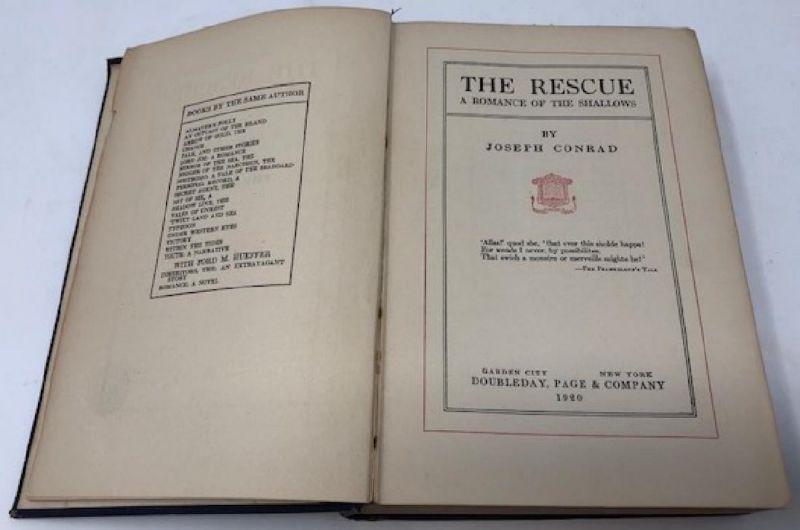 BOOKS BY THE SAME AUTHOR
ALMAYER'S FOLLY
AN OUTCAST OF THE ISLAND
ARROW OF GOLD, THE
CHANCE
FALK, AND OTHER STORIES
LORD JIM: A ROMANCE
MIRROR OF THE SEA, THE
NIGGER OF THE NARCISSUS, THE
NOSTROMO: A TALE OF THE SEABOARD
PERSONAL RECORD, A
SECRET AGENT, THE
SET OF SIX, A
SHADOW LINE, THE
TALES OF UNREST
'TWIXT LAND AND SEA
TYPHOON
UNDER WESTERN EYES
VICTORY
WITHIN THE TIDES
YOUTH: A NARRATIVE
WITH FORD M. HUEFFER
INHERITORS, THE: AN EXTRAVAGANT
STORY
ROMANCE: A NOVEL
THE RESCUE
A ROMANCE OF THE SHALLOWS
BY
JOSEPH CONRAD
'Allas!' quod she, 'that ever this sholde happe!
For wende I never, by possibilitee,
That swich a monstre or merveille mighte be!'
—THE FRANKELEYN'S TALE
GARDEN CITY NEW YORK
DOUBLEDAY, PAGE & COMPANY
1920